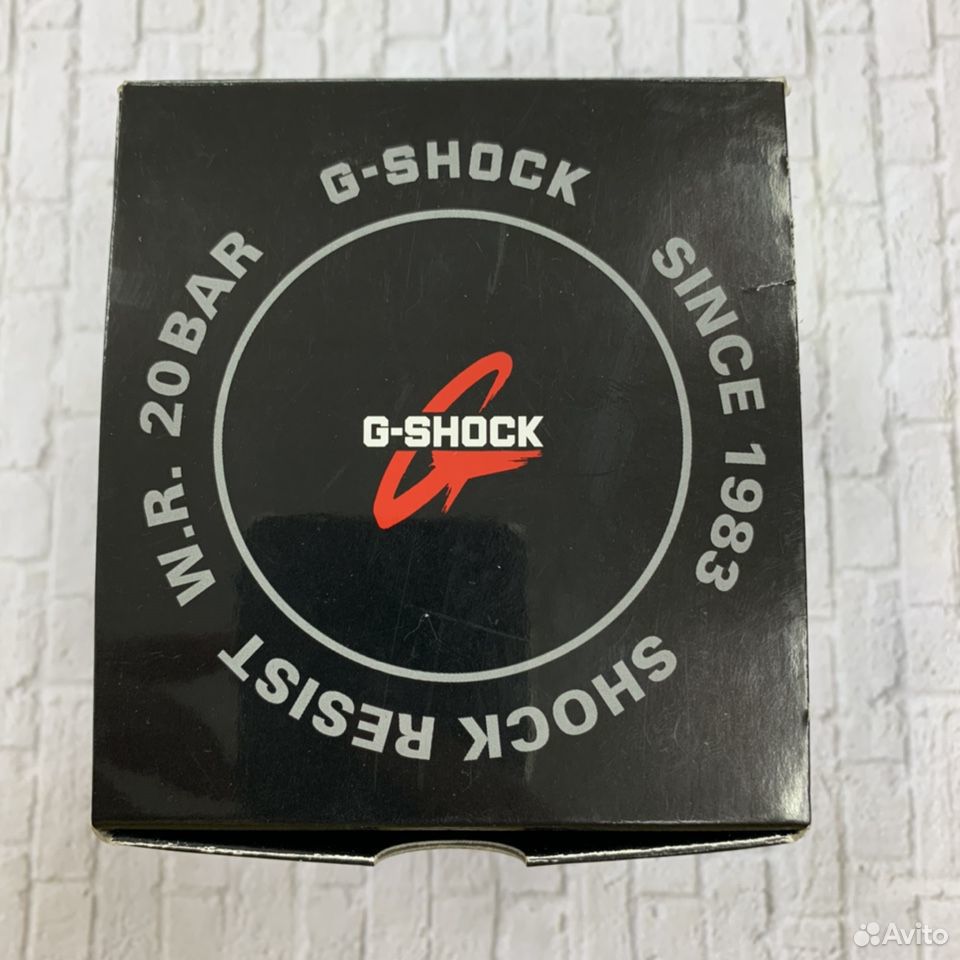 G-SHOCK
SINCE 1983
SHOCK RESIST
W.R. 20BAR
G-SHOCK
Avito